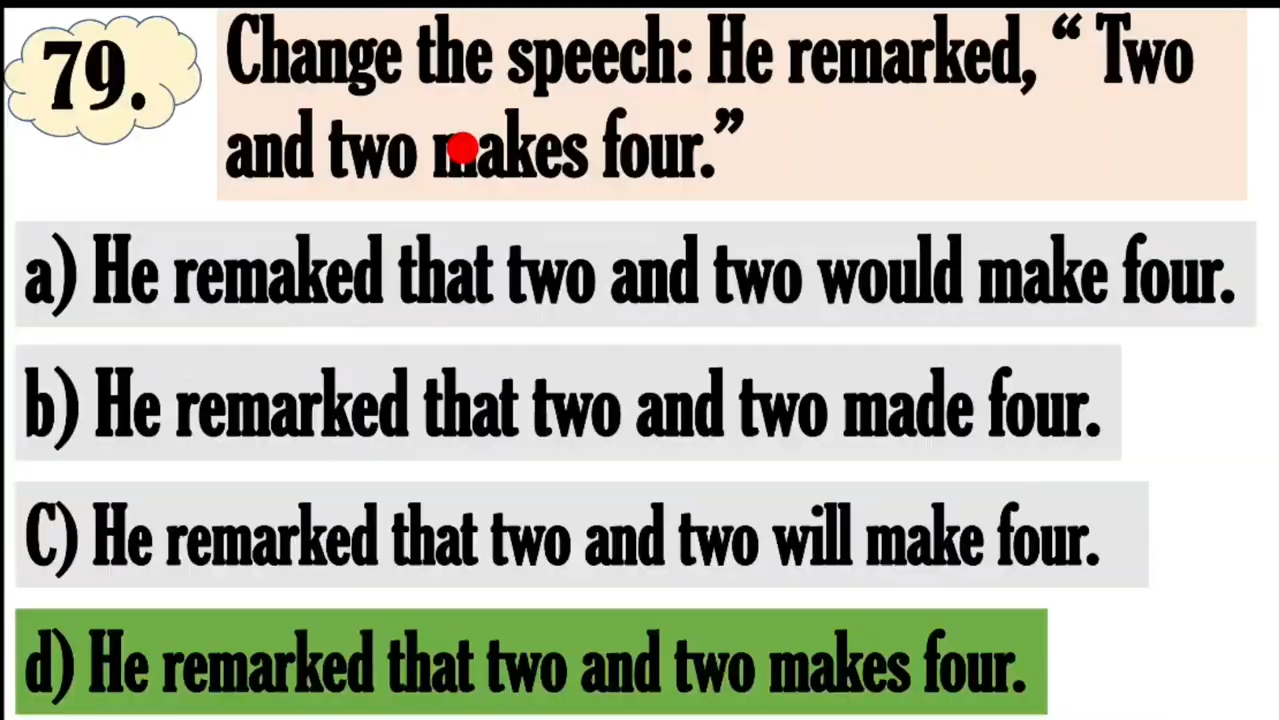 79.
Change the speech: He remarked, “ Two
and two makes four.”
a) He remaked that two and two would make four.
b) He remarked that two and two made four.
C) He remarked that two and two will make four.
d) He remarked that two and two makes four.